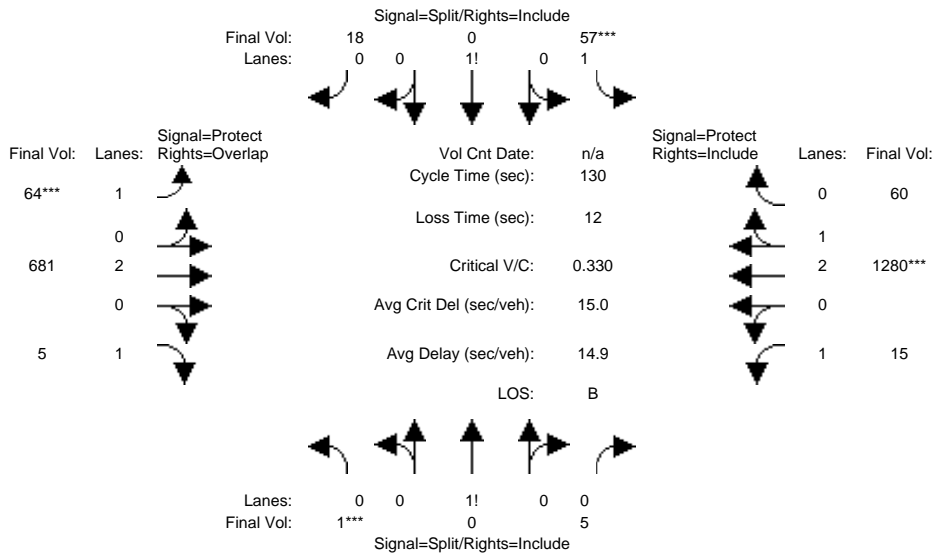 Signal=Split/Rights=Include
Final Vol: 18 0 57***
Lanes: 0 0 1! 0 1
Signal=Protect Signal=Protect
Final Vol: Lanes: Rights=Overlap Vol Cnt Date: n/a Rights=Include Lanes: Final Vol:
Cycle Time (sec): 130
64*** 1 0 60
Loss Time (sec): 12
0 1
681 2 Critical V/C: 0.330 2 1280***
0 Avg Crit Del (sec/veh): 15.0 0
5 1 Avg Delay (sec/veh): 14.9 1 15
LOS: B
Lanes: 0 0 1! 0 0
Final Vol: 1*** 0 5
Signal=Split/Rights=Include